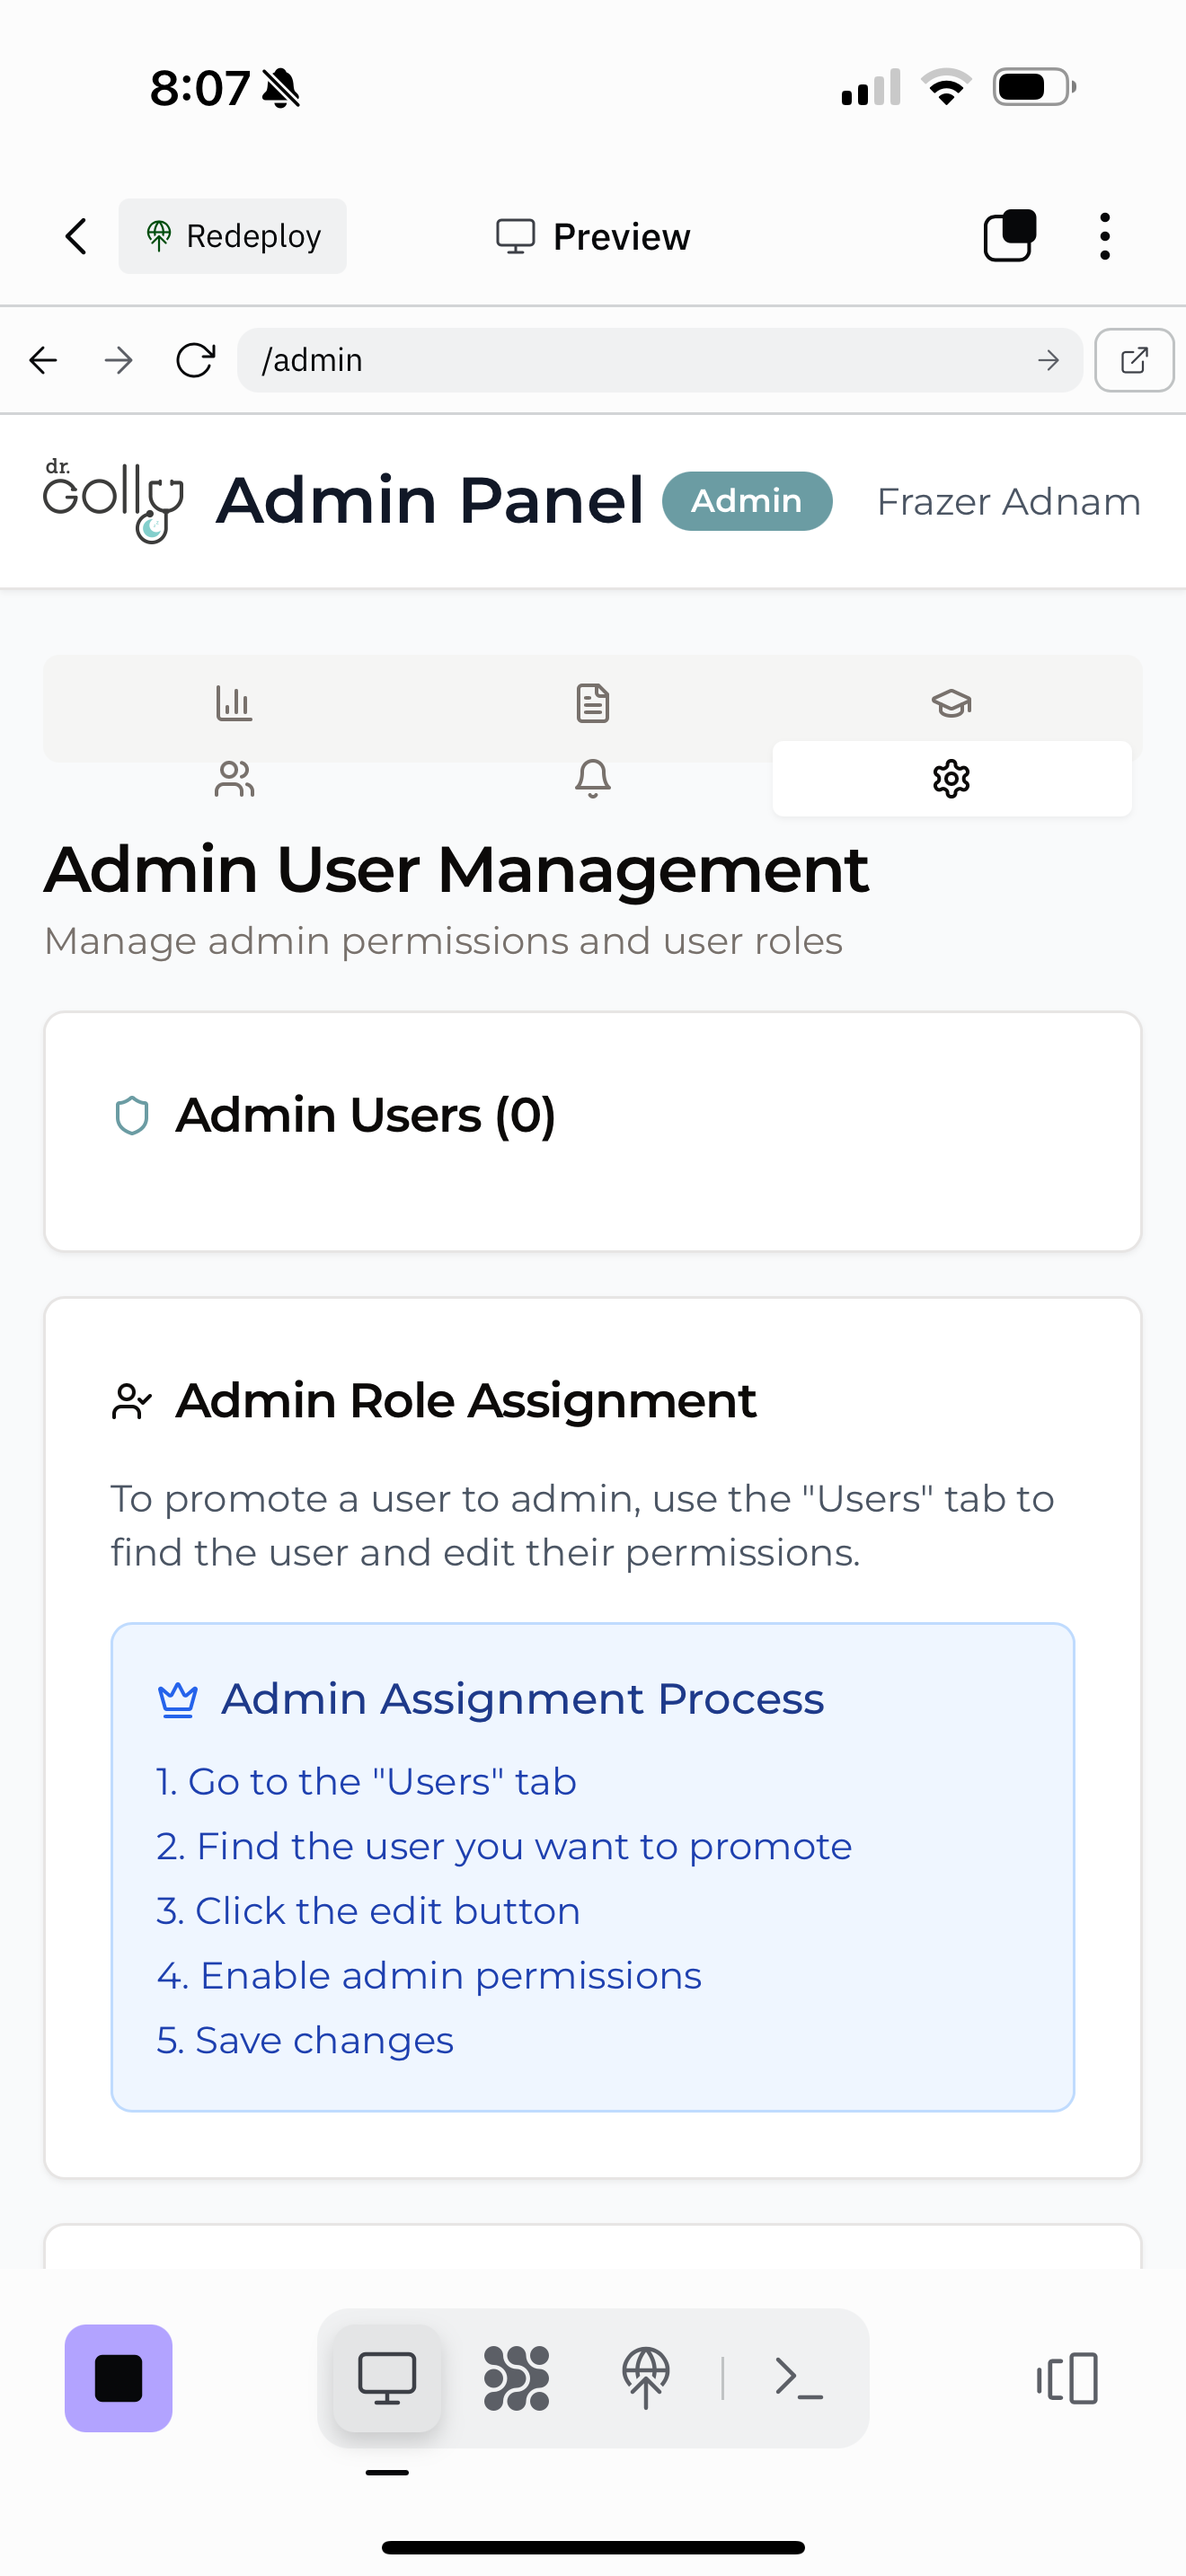 8:07
Redeploy
Preview
/admin
dr.
Golly
Admin Panel
Admin
Frazer Adnam
Admin User Management
Manage admin permissions and user roles
Admin Users (0)
Admin Role Assignment
To promote a user to admin, use the "Users" tab to
find the user and edit their permissions.
Admin Assignment Process
1. Go to the "Users" tab
2. Find the user you want to promote
3. Click the edit button
4. Enable admin permissions
5. Save changes